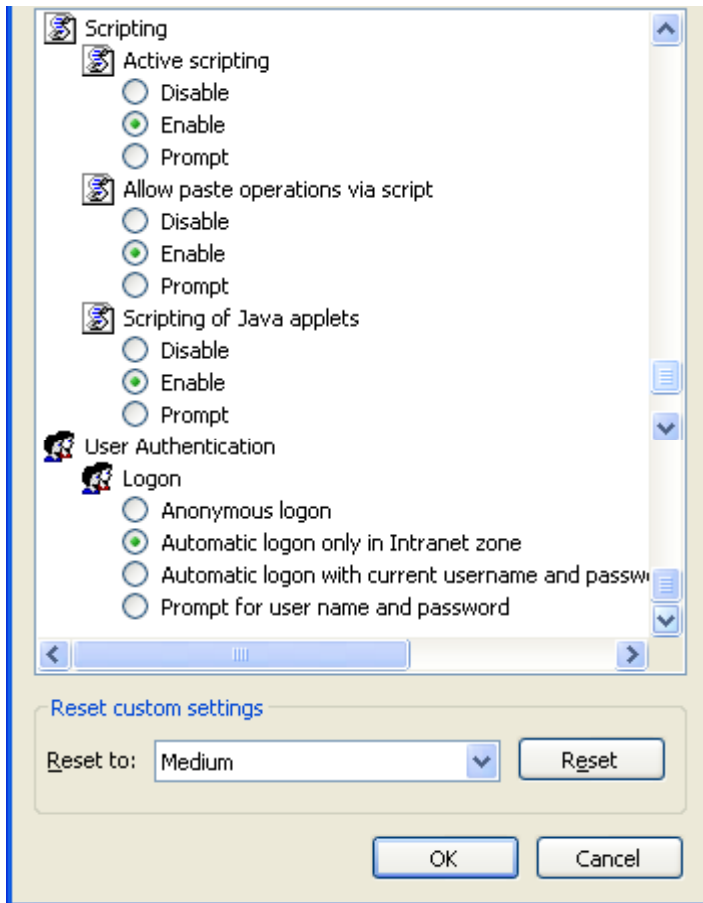 Scripting
Active scripting
Disable
Enable
Prompt
Allow paste operations via script
Disable
Enable
Prompt
Scripting of Java applets
Disable
Enable
Prompt
User Authentication
Logon
Anonymous logon
Automatic logon only in Intranet zone
Automatic logon with current username and passw
Prompt for user name and password
Reset custom settings
Reset to: Medium Reset
OK Cancel